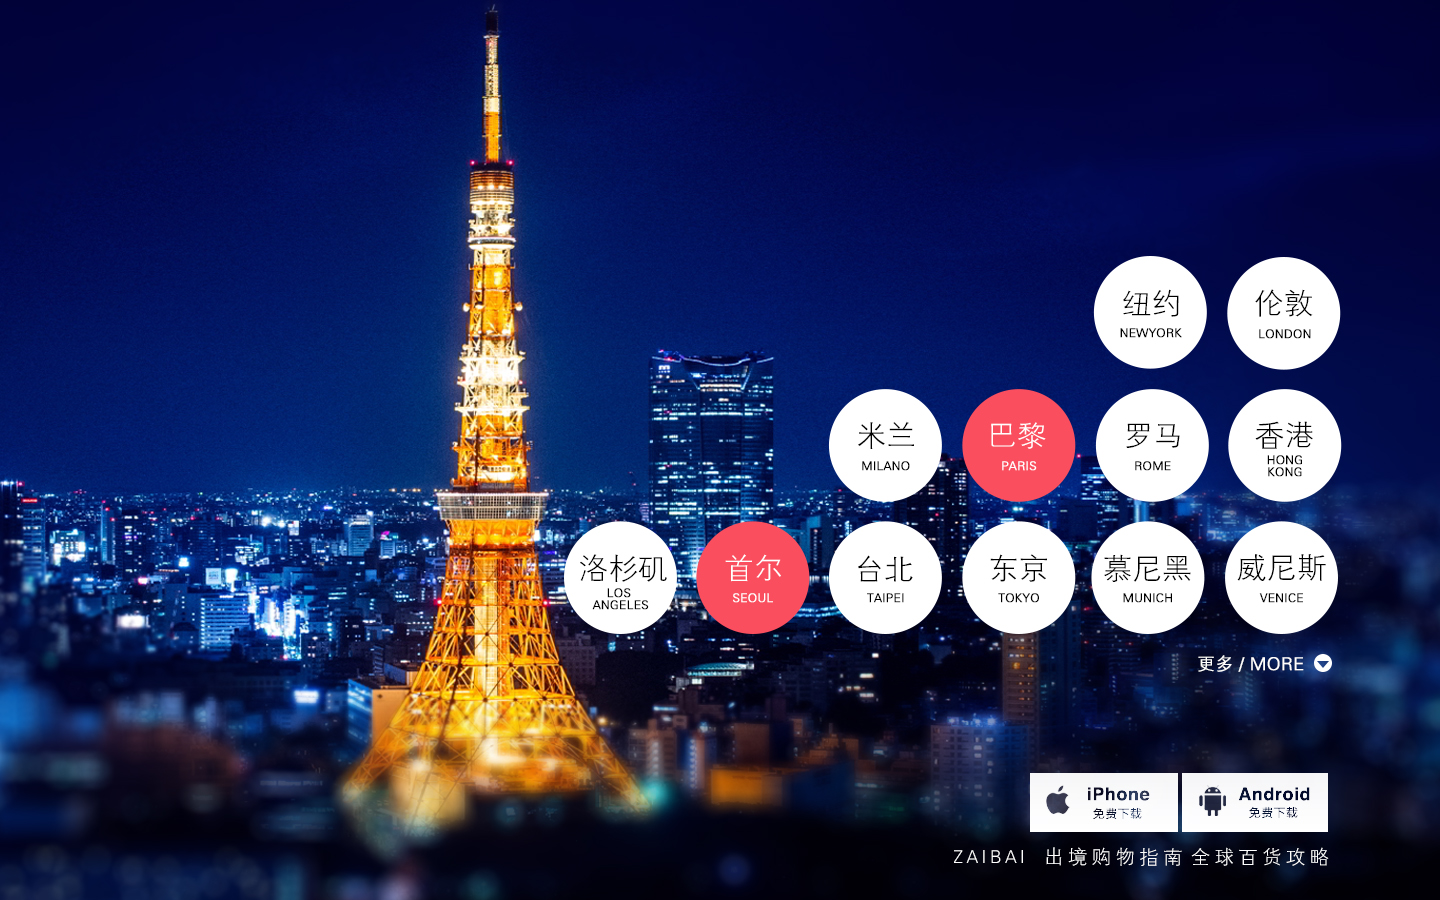 纽约
NEWYORK
伦敦
LONDON
米兰
MILANO
巴黎
PARIS
罗马
ROME
香港
HONG
KONG
洛杉矶
LOS
ANGELES
首尔
SEOUL
台北
TAIPEI
东京
TOKYO
慕尼黑
MUNICH
威尼斯
VENICE
更多 / MORE
iPhone
免费下载
Android
免费下载
ZAIBAI 出境购物指南 全球百货攻略